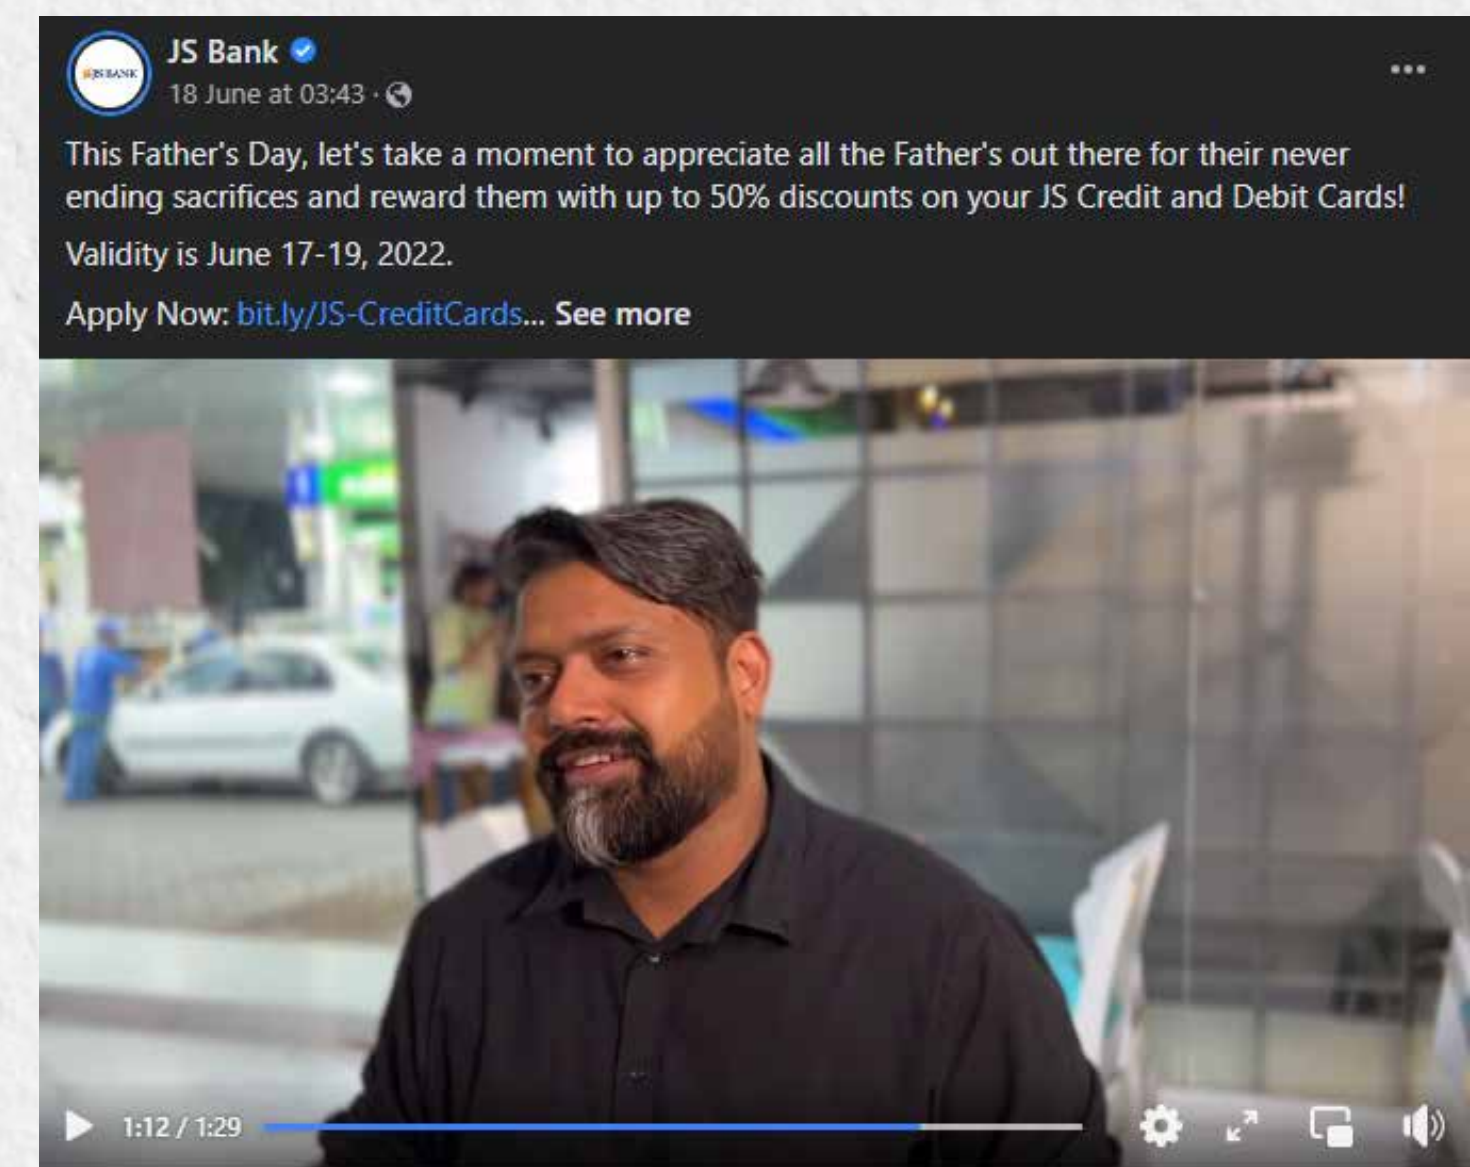 JS BANK
JS Bank
18 June at 03:43 ·
This Father's Day, let's take a moment to appreciate all the Father's out there for their never
ending sacrifices and reward them with up to 50% discounts on your JS Credit and Debit Cards!
Validity is June 17-19, 2022.
Apply Now: bit.ly/JS-CreditCards... See more
1:12 / 1:29